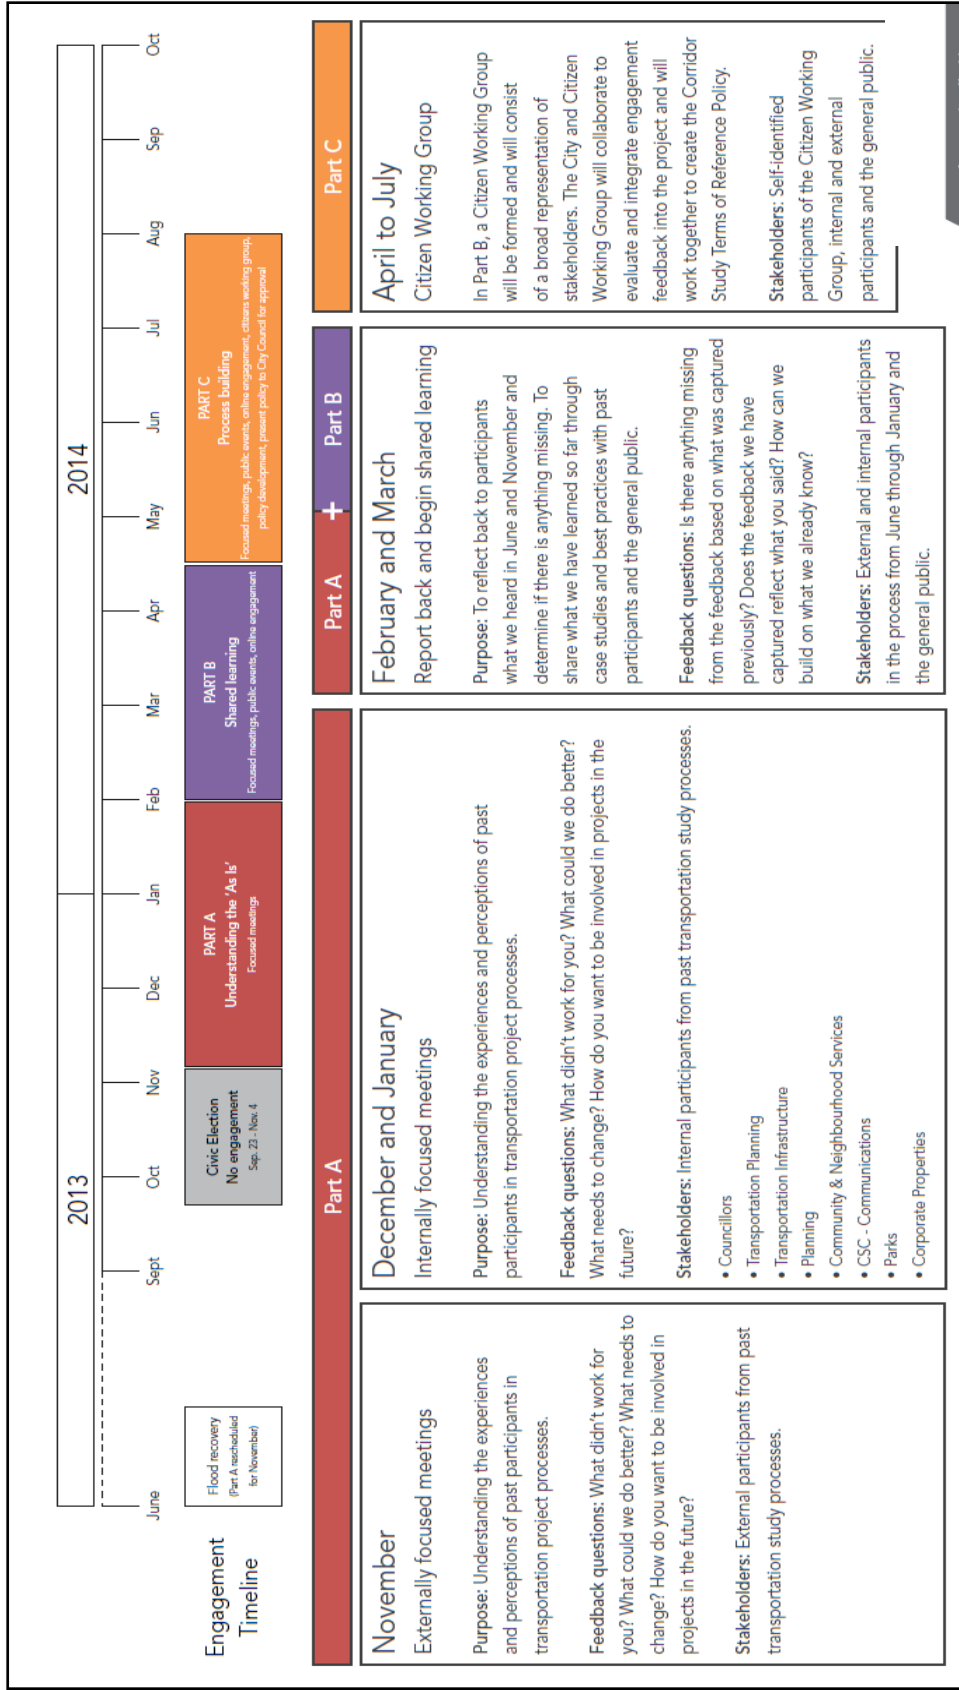 2013
2014
June
Sept
Oct
Nov
Dec
Jan
Feb
Mar
Apr
May
Jun
Jul
Aug
Sep
Oct
Engagement
Timeline
Flood recovery
(Part A rescheduled
for November)
Civic Election
No engagement
Sep. 23 - Nov. 4
PART A
Understanding the 'As Is'
Focused meetings
PART B
Shared learning
Focused meetings, public events, online engagement
PART C
Process building
Focused meetings, public events, online engagement, citizens working group,
policy development, present policy to City Council for approval
Part A
Part A + Part B
Part C
November
Externally focused meetings
Purpose: Understanding the experiences
and perceptions of past participants in
transportation project processes.
Feedback questions: What didn't work for
you? What could we do better? What needs to
change? How do you want to be involved in
projects in the future?
Stakeholders: External participants from past
transportation study processes.
December and January
Internally focused meetings
Purpose: Understanding the experiences and perceptions of past
participants in transportation project processes.
Feedback questions: What didn't work for you? What could we do better?
What needs to change? How do you want to be involved in projects in the
future?
Stakeholders: Internal participants from past transportation study processes.
• Councillors
• Transportation Planning
• Transportation Infrastructure
• Planning
• Community & Neighbourhood Services
• CSC - Communications
• Parks
• Corporate Properties
February and March
Report back and begin shared learning
Purpose: To reflect back to participants
what we heard in June and November and
determine if there is anything missing. To
share what we have learned so far through
case studies and best practices with past
participants and the general public.
Feedback questions: Is there anything missing
from the feedback based on what was captured
previously? Does the feedback we have
captured reflect what you said? How can we
build on what we already know?
Stakeholders: External and internal participants
in the process from June through January and
the general public.
April to July
Citizen Working Group
In Part B, a Citizen Working Group
will be formed and will consist
of a broad representation of
stakeholders. The City and Citizen
Working Group will collaborate to
evaluate and integrate engagement
feedback into the project and will
work together to create the Corridor
Study Terms of Reference Policy.
Stakeholders: Self-identified
participants of the Citizen Working
Group, internal and external
participants and the general public.